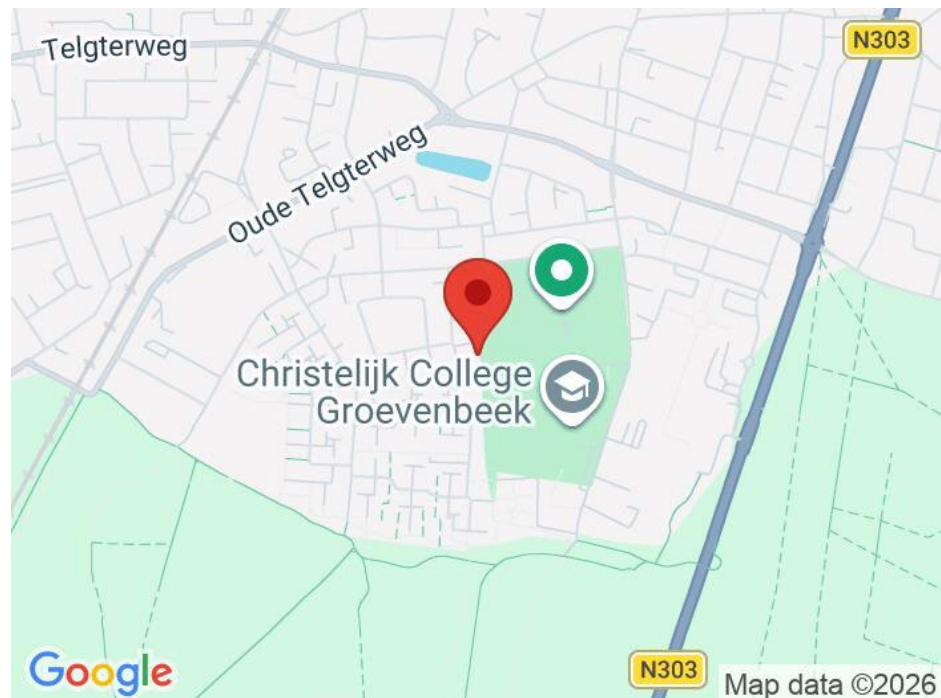 Telgterweg
N303
Oude Telgterweg
Christelijk College
Groevenbeek
N303
Google
Map data ©2026